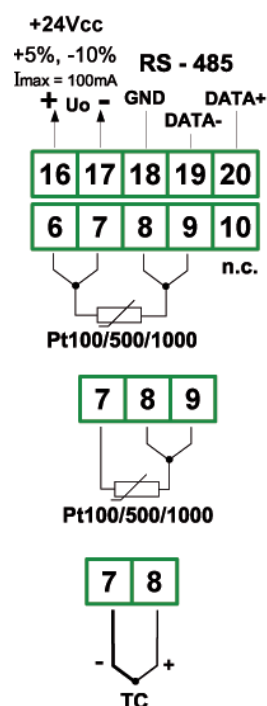 +24Vcc
+5%, -10%
Imax = 100mA
RS - 485
+ Uo - GND DATA+
DATA-
16 17 18 19 20
6 7 8 9 10
n.c.
Pt100/500/1000
7 8 9
Pt100/500/1000
7 8
- +
TC